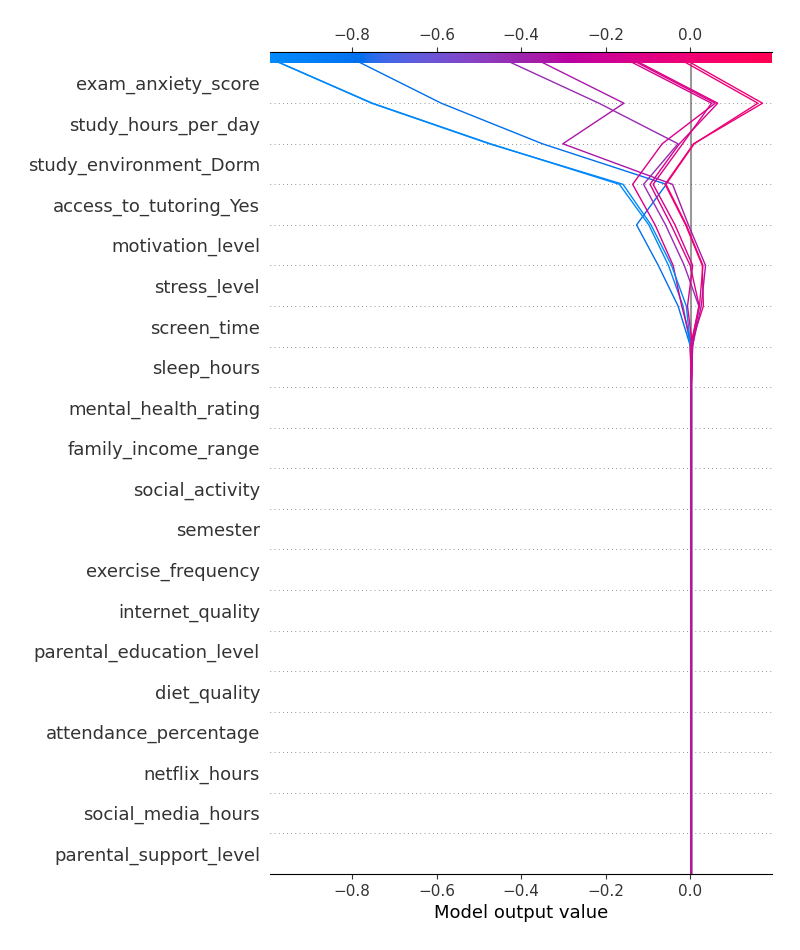 −0.8 −0.6 −0.4 −0.2 0.0
exam_anxiety_score
study_hours_per_day
study_environment_Dorm
access_to_tutoring_Yes
motivation_level
stress_level
screen_time
sleep_hours
mental_health_rating
family_income_range
social_activity
semester
exercise_frequency
internet_quality
parental_education_level
diet_quality
attendance_percentage
netflix_hours
social_media_hours
parental_support_level
−0.8 −0.6 −0.4 −0.2 0.0
Model output value